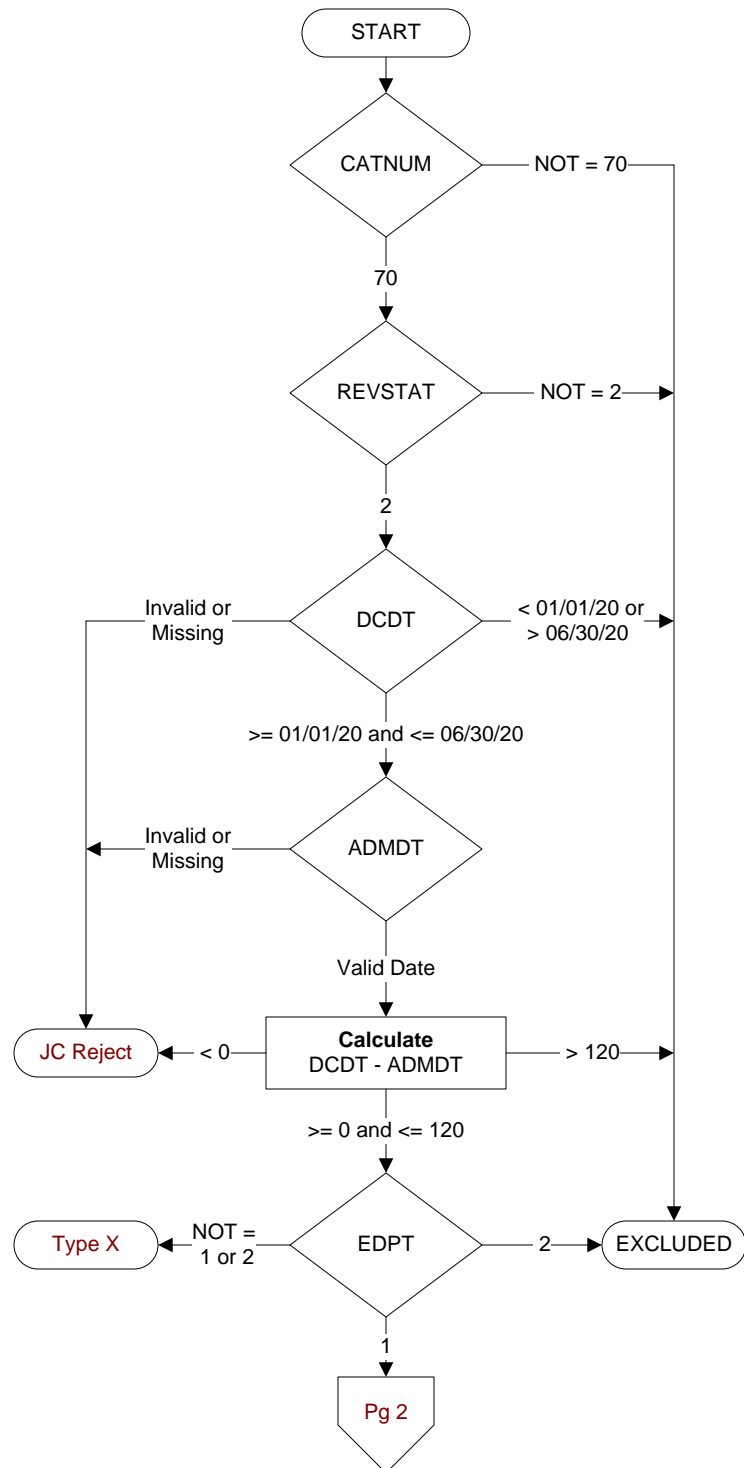 START
CATNUM
NOT = 70
70
REVSTAT
NOT = 2
2
Invalid or
Missing
DCDT
< 01/01/20 or
> 06/30/20
>= 01/01/20 and <= 06/30/20
Invalid or
Missing
ADMDT
Valid Date
JC Reject
< 0
Calculate
DCDT - ADMDT
> 120
>= 0 and <= 120
Type X
NOT =
1 or 2
EDPT
2
EXCLUDED
1
Pg 2